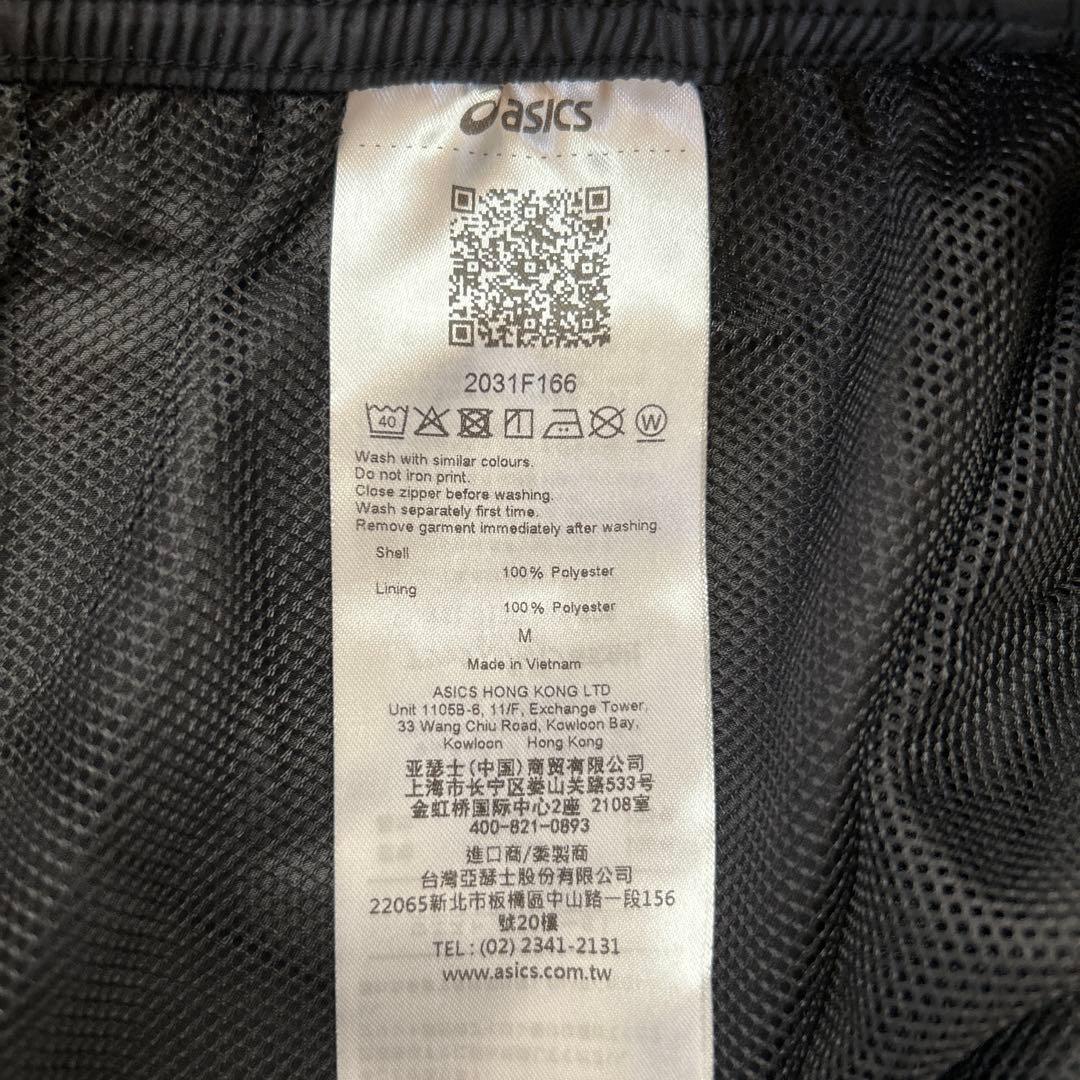 asics
2031F166
40 W
Wash with similar colours.
Do not iron print.
Close zipper before washing.
Wash separately first time.
Remove garment immediately after washing.
Shell
100% Polyester
Lining
100% Polyester
M
Made in Vietnam
ASICS HONG KONG LTD
Unit 1105B-6, 11/F, Exchange Tower,
33 Wang Chiu Road, Kowloon Bay,
Kowloon Hong Kong
亚瑟士(中国)商贸有限公司
上海市长宁区娄山关路533号
金虹桥国际中心2座 2108室
400-821-0893
進口商/委製商
台灣亞瑟士股份有限公司
22065新北市板橋區中山路一段156
號20樓
TEL:(02) 2341-2131
www.asics.com.tw